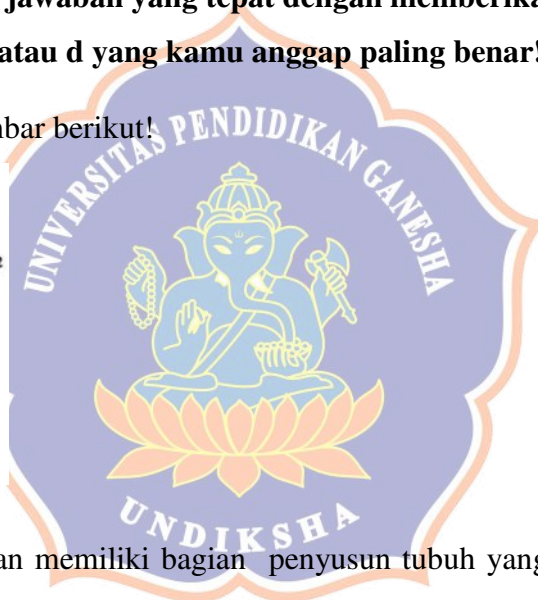 jawaban yang tepat dengan memberika
atau d yang kamu anggap paling benar!
nbar berikut!
UNIVERSITAS PENDIDIKAN GANESHA
UNDIKSHA
an memiliki bagian penyusun tubuh yang